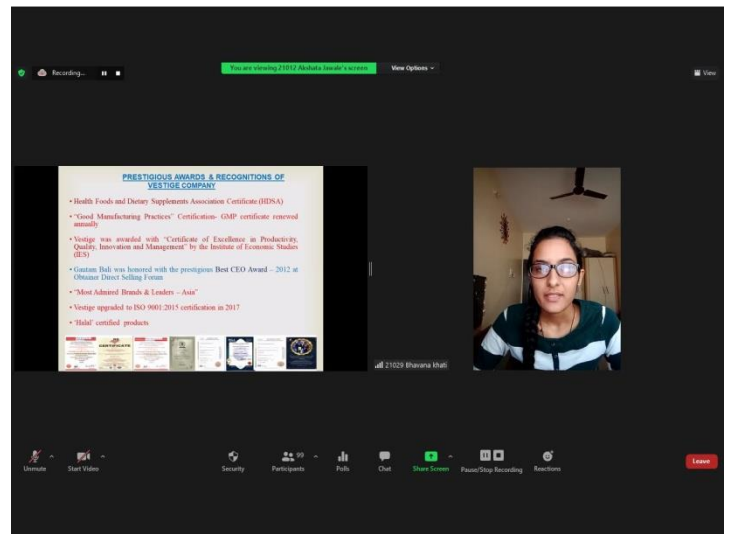 You are viewing 21012 Akshata Jawale's screen View Options
Recording...
View
PRESTIGIOUS AWARDS & RECOGNITIONS OF
VESTIGE COMPANY
• Health Foods and Dietary Supplements Association Certificate (HDSA)
• "Good Manufacturing Practices" Certification- GMP certificate renewed
annually
• Vestige was awarded with "Certificate of Excellence in Productivity,
Quality, Innovation and Management" by the Institute of Economic Studies
(IES)
• Gautam Bali was honored with the prestigious Best CEO Award – 2012 at
Obtainer Direct Selling Forum
• "Most Admired Brands & Leaders – Asia"
• Vestige upgraded to ISO 9001:2015 certification in 2017
• 'Halal' certified products
CERTIFICATE
21029 Bhavana khati
99
Unmute Start Video Security Participants Polls Chat Share Screen Pause/Stop Recording Reactions Leave